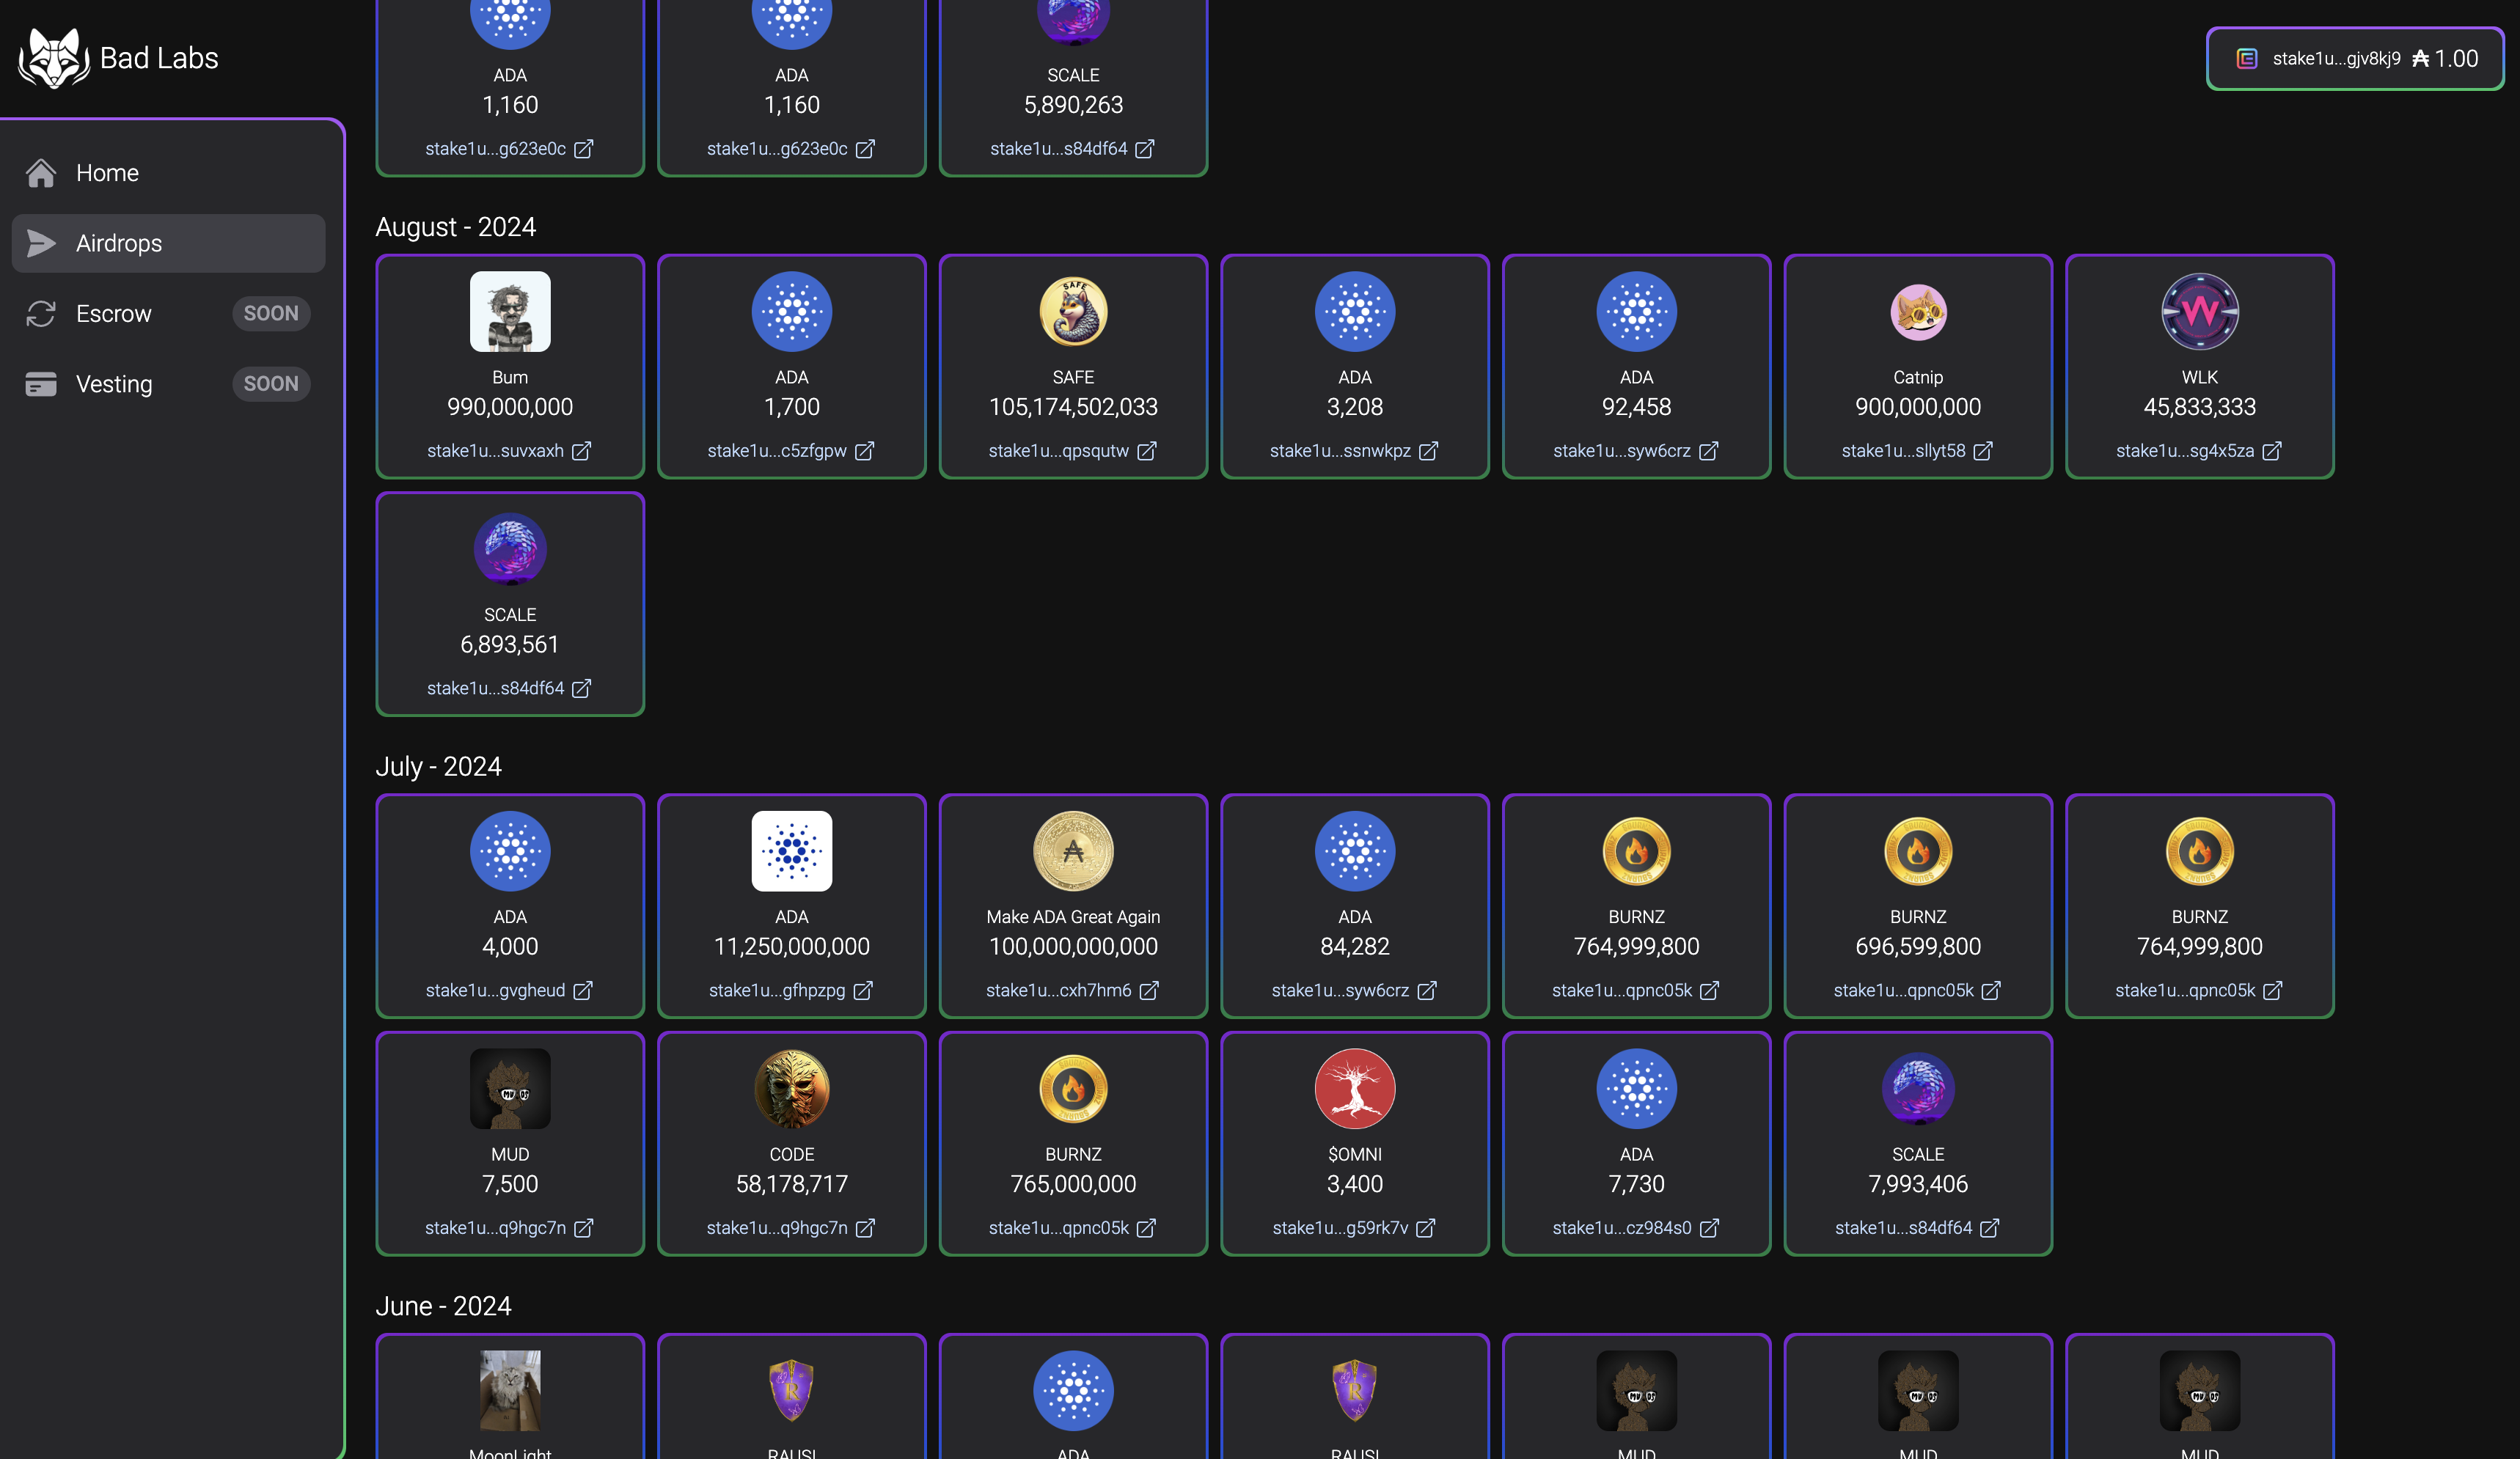 Bad Labs
stake1u...gjv8kj9 ₳ 1.00
Home
Airdrops
Escrow SOON
Vesting SOON
ADA ADA SCALE
1,160 1,160 5,890,263
stake1u...g623e0c stake1u...g623e0c stake1u...s84df64
August - 2024
SAFE
Bum ADA SAFE ADA ADA Catnip WLK
990,000,000 1,700 105,174,502,033 3,208 92,458 900,000,000 45,833,333
stake1u...suvxaxh stake1u...c5zfgpw stake1u...qpsqutw stake1u...ssnwkpz stake1u...syw6crz stake1u...sllyt58 stake1u...sg4x5za
SCALE
6,893,561
stake1u...s84df64
July - 2024
ADA ADA Make ADA Great Again ADA BURNZ BURNZ BURNZ
4,000 11,250,000,000 100,000,000,000 84,282 764,999,800 696,599,800 764,999,800
stake1u...gvgheud stake1u...gfhpzpg stake1u...cxh7hm6 stake1u...syw6crz stake1u...qpnc05k stake1u...qpnc05k stake1u...qpnc05k
MUD CODE BURNZ $OMNI ADA SCALE
7,500 58,178,717 765,000,000 3,400 7,730 7,993,406
stake1u...q9hgc7n stake1u...q9hgc7n stake1u...qpnc05k stake1u...g59rk7v stake1u...cz984s0 stake1u...s84df64
June - 2024
MoonLight RAUSI ADA RAUSI MUD MUD MUD